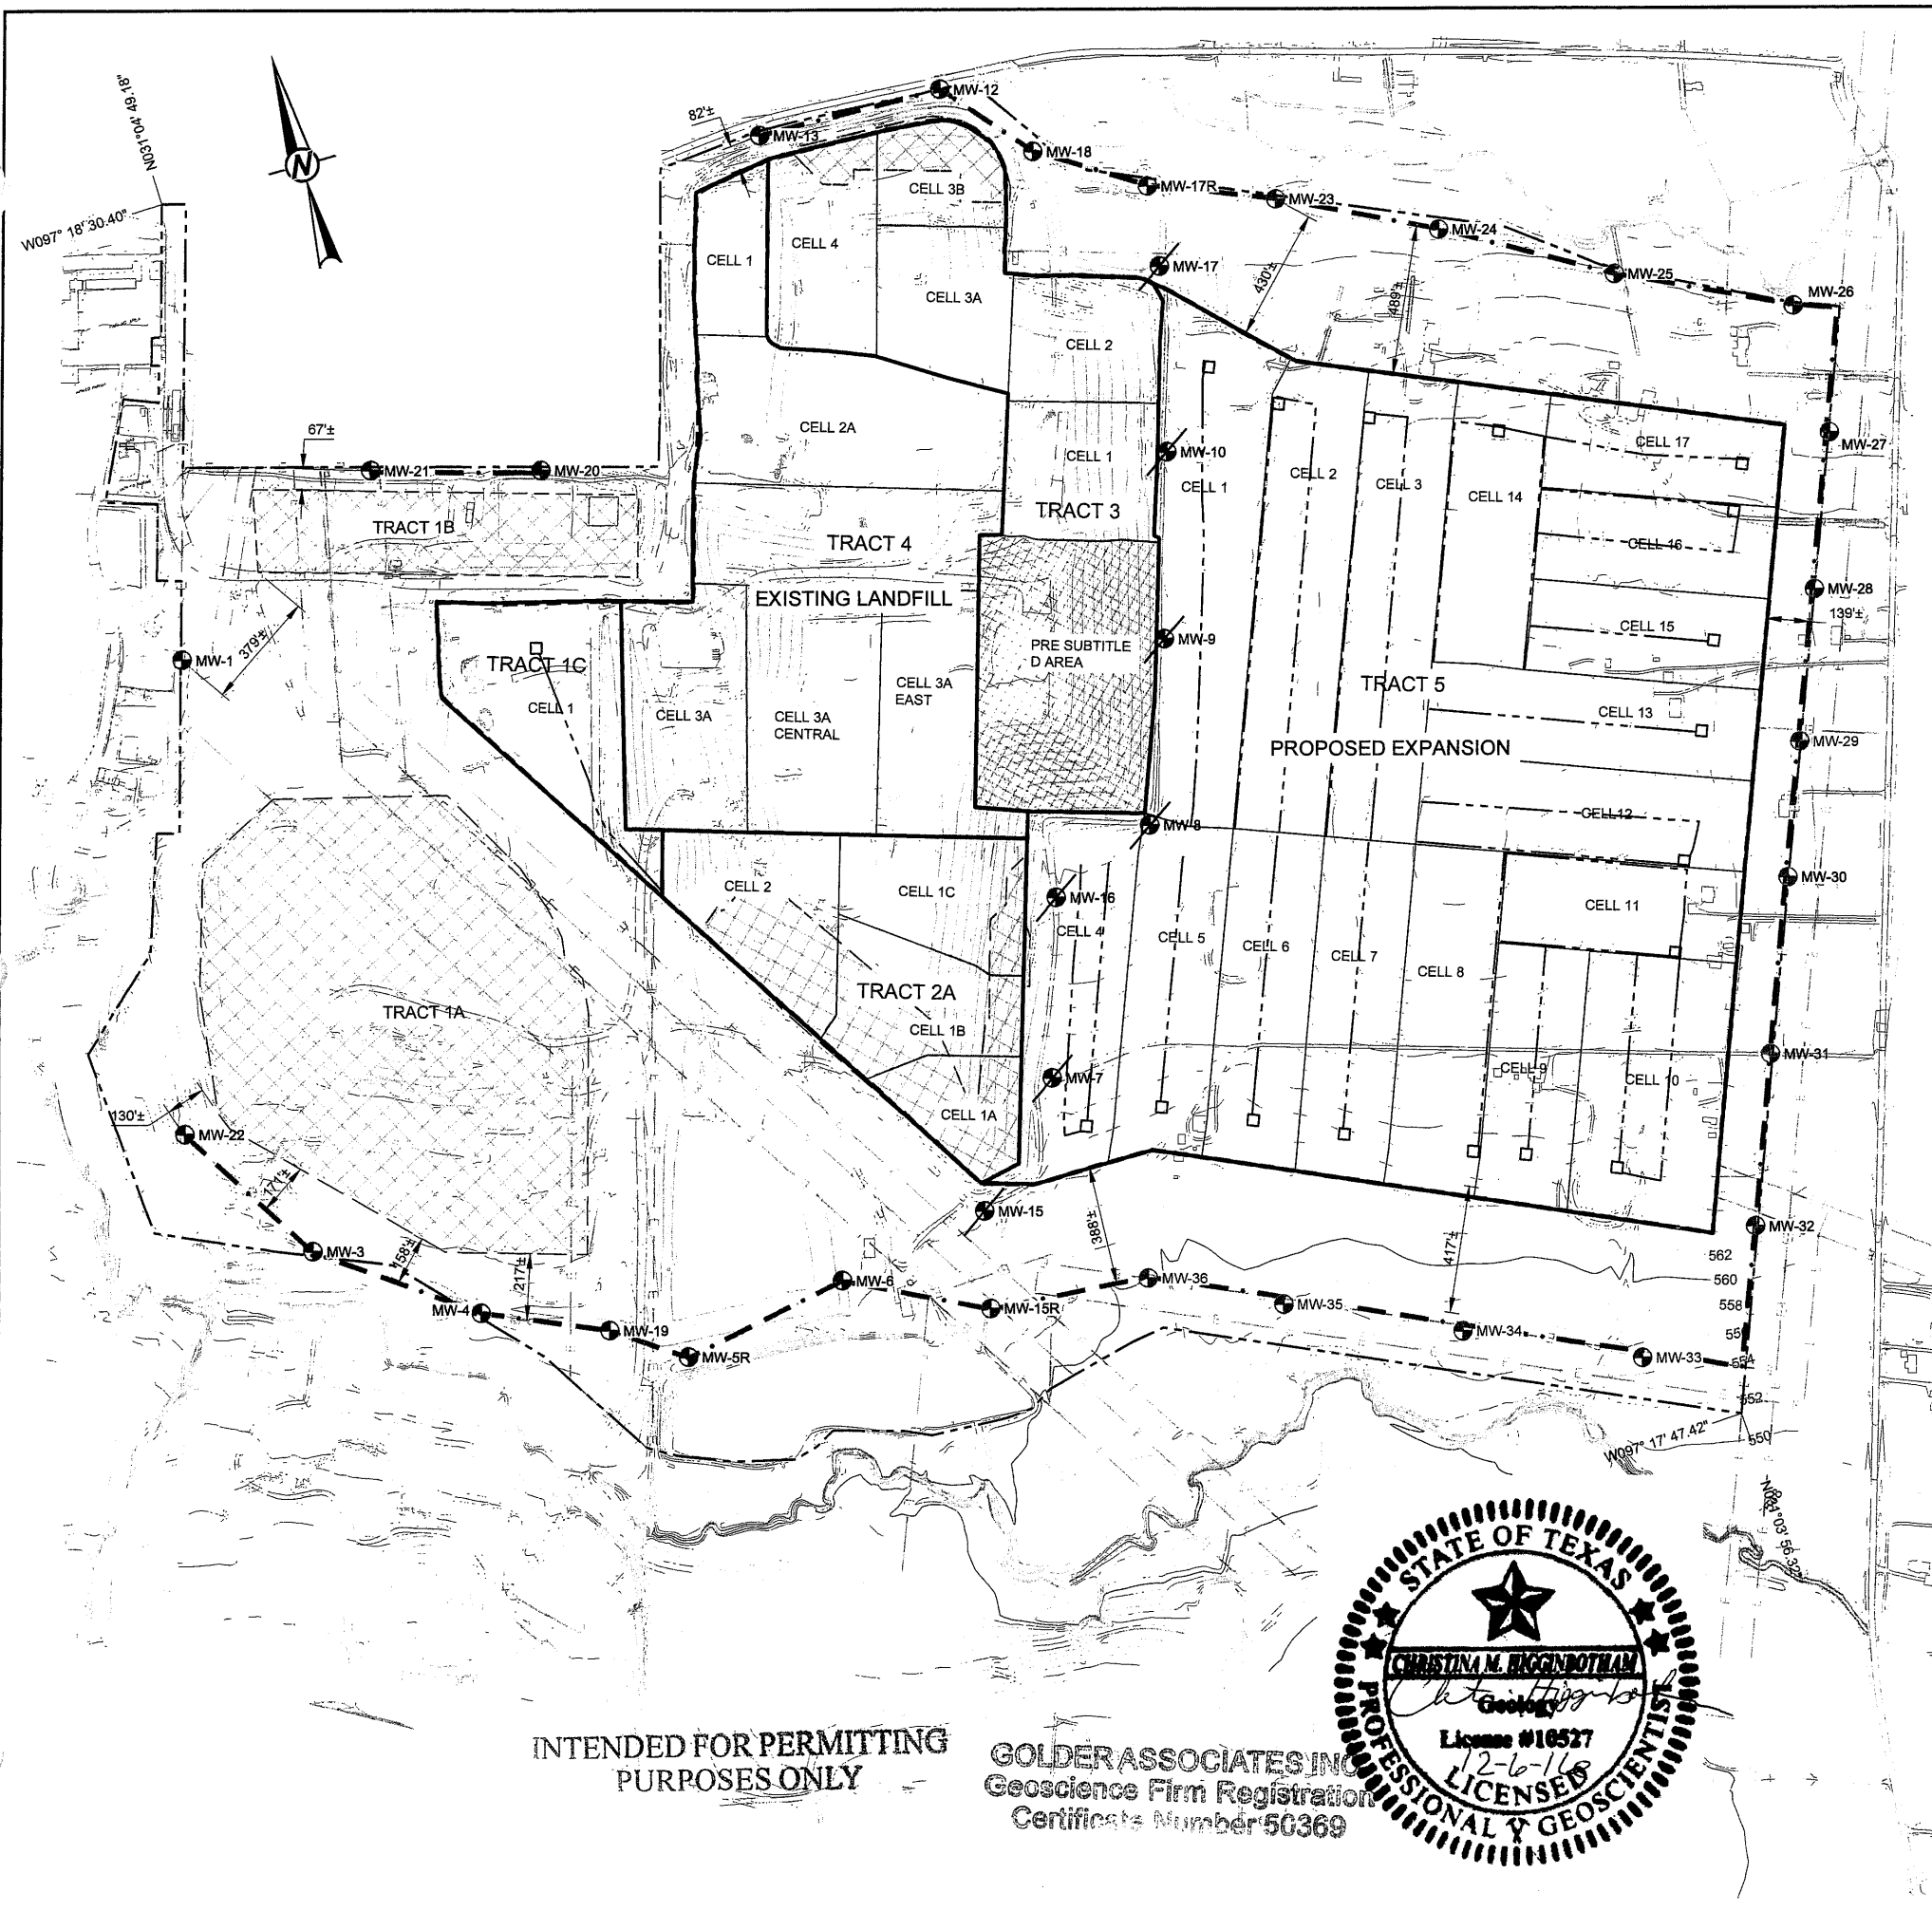 N031°04' 49.18"
W097° 18' 30.40"
N
82'±
MW-12
MW-13
MW-18
MW-17R
MW-23
MW-24
MW-25
MW-26
MW-17
430'±
489'±
CELL 3B
CELL 4
CELL 1
CELL 3A
CELL 2
MW-27
67'±
MW-21
MW-20
CELL 2A
CELL 1
MW-10
CELL 1
CELL 2
CELL 3
CELL 14
CELL 17
TRACT 1B
TRACT 3
TRACT 4
CELL 16
EXISTING LANDFILL
MW-28
139'±
CELL 15
MW-1
379'±
TRACT 1C
CELL 1
CELL 3A
CELL 3A
CENTRAL
CELL 3A
EAST
PRE SUBTITLE
D AREA
MW-9
TRACT 5
CELL 13
PROPOSED EXPANSION
MW-29
MW-8
CELL 12
MW-30
CELL 2
CELL 1C
MW-16
CELL 4
CELL 5
CELL 6
CELL 7
CELL 8
CELL 11
TRACT 1A
TRACT 2A
CELL 1B
MW-31
MW-7
CELL 9
CELL 10
CELL 1A
130'±
MW-22
171'±
MW-15
MW-32
MW-3
158'±
217'±
388'±
417'±
562
560
558
554
552
550
MW-4
MW-19
MW-5R
MW-6
MW-15R
MW-36
MW-35
MW-34
MW-33
W097° 17' 47.42"
N031°03' 56.32"
STATE OF TEXAS
CHRISTINA M. HIGGINBOTHAM
Geology
License #10527
12-6-16
LICENSED
PROFESSIONAL GEOSCIENTIST
INTENDED FOR PERMITTING
PURPOSES ONLY
GOLDER ASSOCIATES INC
Geoscience Firm Registration
Certificate Number 50369